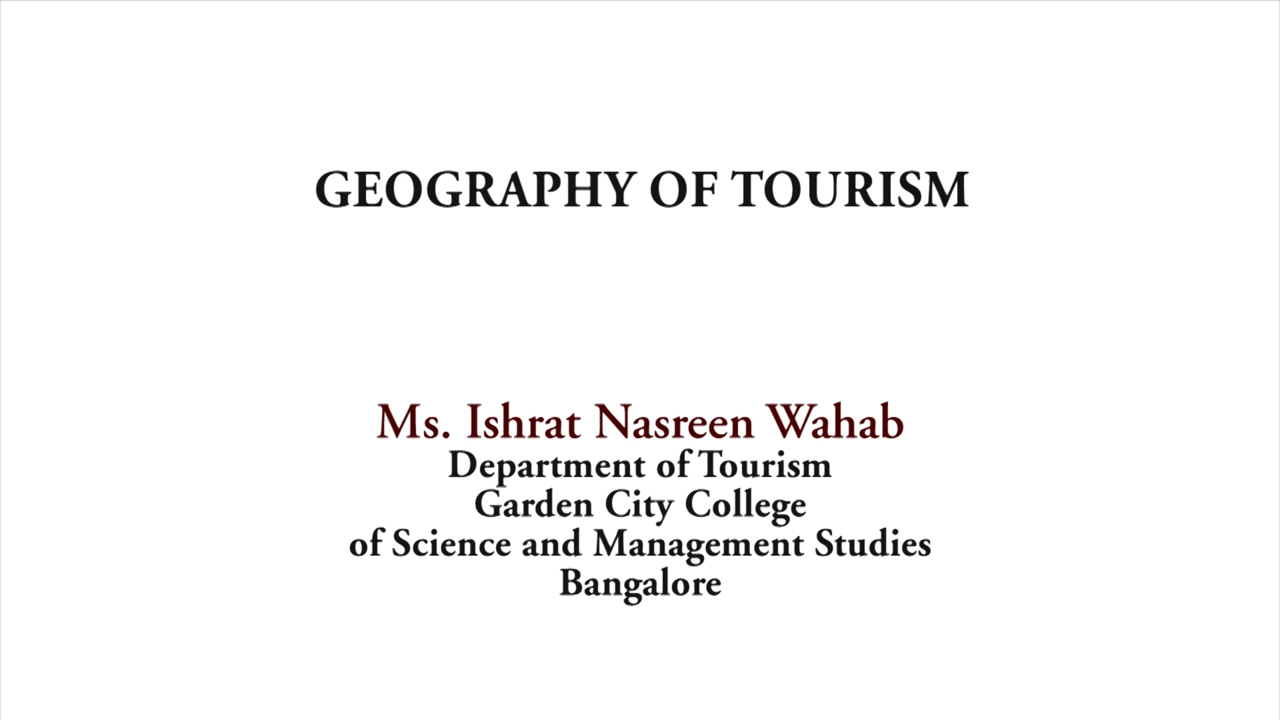 GEOGRAPHY OF TOURISM
Ms. Ishrat Nasreen Wahab
Department of Tourism
Garden City College
of Science and Management Studies
Bangalore